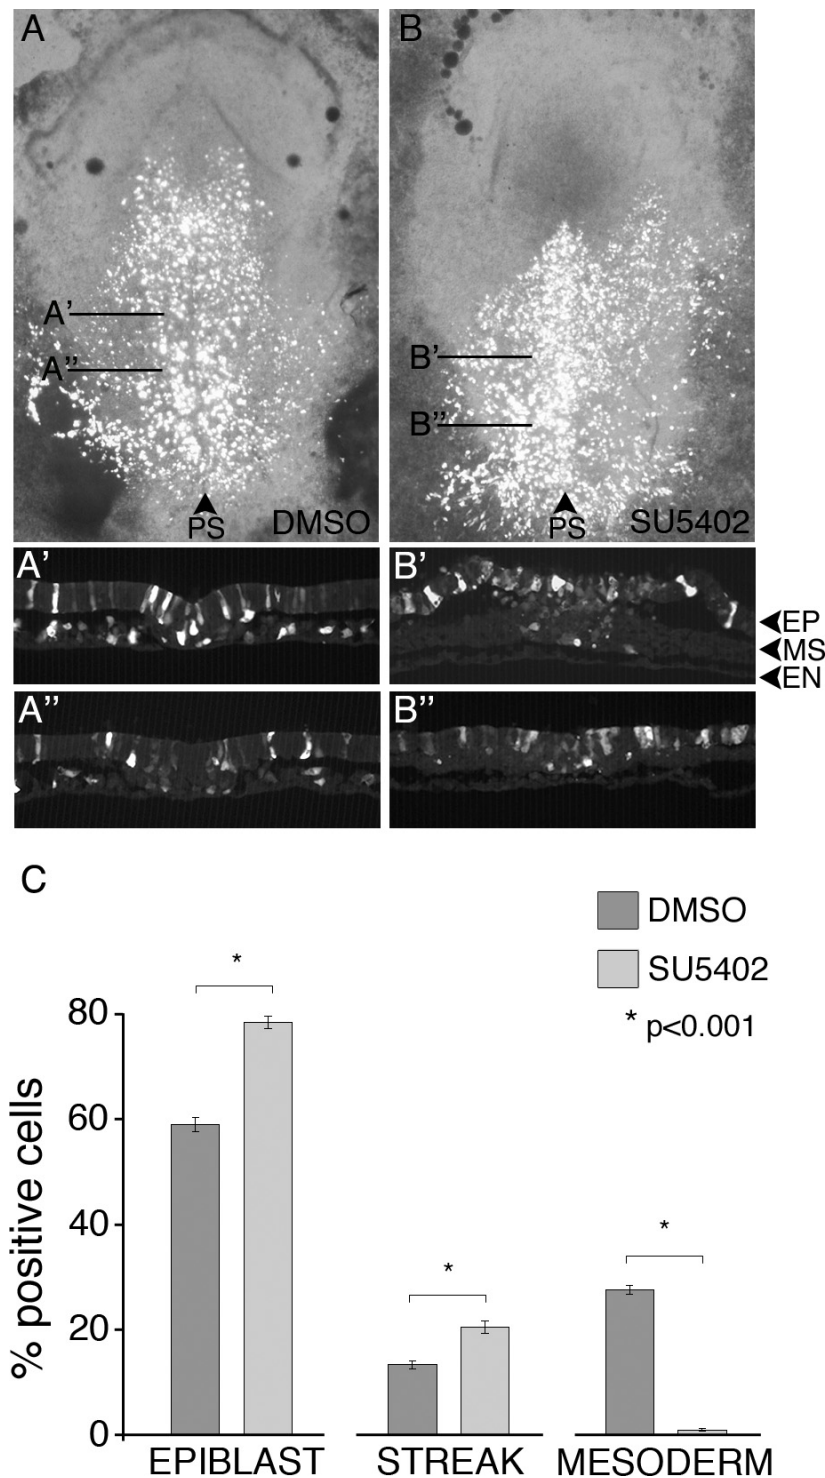 A B
A'
A''
B'
B''
PS DMSO
PS SU5402
A' B'
EP
MS
EN
A'' B''
C
DMSO
SU5402
* p<0.001
% positive cells
80
60
40
20
0
* * *
EPIBLAST STREAK MESODERM